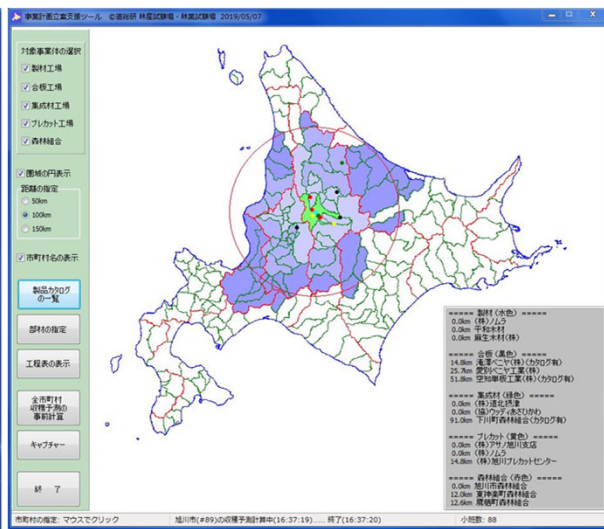 事業計画立案支援ツール ©道総研 林産試験場・林業試験場 2019/05/07
対象事業体の選択
製材工場
合板工場
集成材工場
プレカット工場
森林組合
圏域の円表示
距離の指定
50km
100km
150km
市町村名の表示
製品カタログ
の一覧
部材の指定
工程表の表示
全市町村
収穫予測の
事前計算
キャプチャー
終 了
===== 製材(水色) =====
0.0km (株)ノムラ
0.0km 平和木材
0.0km 麻生木材(株)
===== 合板(黒色) =====
14.8km 滝澤ベニヤ(株)(カタログ有)
25.7km 愛別ベニヤ工業(株)
51.8km 空知単板工業(株)(カタログ有)
===== 集成材(緑色) =====
0.0km (株)道北摂津
0.0km (協)ウッディあさひかわ
91.0km 下川町森林組合(カタログ有)
===== プレカット(黄色) =====
0.0km (株)アサノ旭川支店
0.0km (株)ノムラ
14.8km (株)旭川プレカットセンター
===== 森林組合(赤色) =====
0.0km 旭川市森林組合
12.0km 東神楽町森林組合
12.6km 鷹栖町森林組合
市町村の指定: マウスでクリック
旭川市(#89)の収穫予測計算中(16:37:19)..... 終了(16:37:20)
小班数: 88